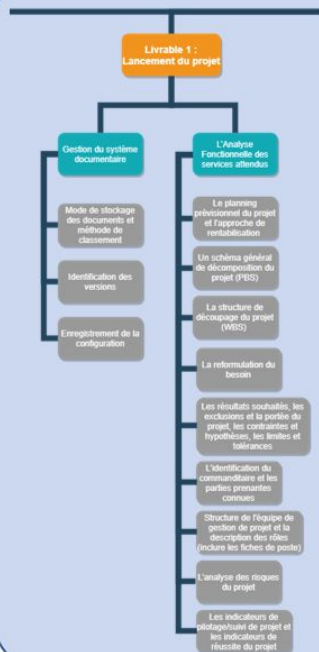 Livrable 1 :
Lancement du projet
Gestion du système
documentaire
Mode de stockage
des documents et
méthode de
classement
Identification des
versions
Enregistrement de la
configuration
L'Analyse
Fonctionnelle des
services attendus
Le planning
prévisionnel du projet
et l'approche de
rentabilisation
Un schéma général
de décomposition du
projet (PBS)
La structure de
découpage du projet
(WBS)
La reformulation du
besoin
Les résultats souhaités, les
exclusions et la portée du
projet, les contraintes et
hypothèses, les limites et
tolérances
L'identification du
commanditaire et les
parties prenantes
connues
Structure de l'équipe de
gestion de projet et la
description des rôles
(inclure les fiches de poste)
L'analyse des risques
du projet
Les indicateurs de
pilotage/suivi de projet et
les indicateurs de
réussite du projet